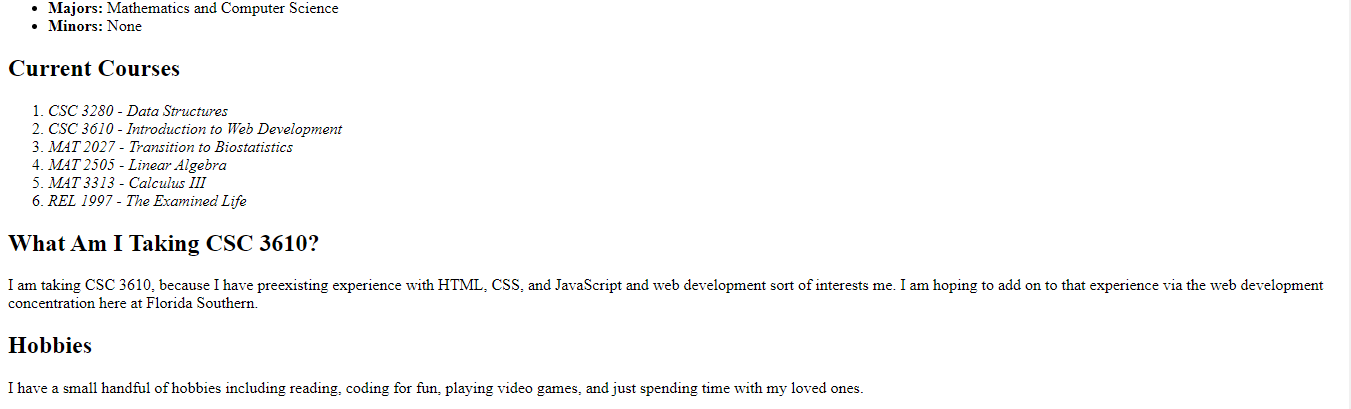 Majors: Mathematics and Computer Science
Minors: None
Current Courses
1. CSC 3280 - Data Structures
2. CSC 3610 - Introduction to Web Development
3. MAT 2027 - Transition to Biostatistics
4. MAT 2505 - Linear Algebra
5. MAT 3313 - Calculus III
6. REL 1997 - The Examined Life
What Am I Taking CSC 3610?
I am taking CSC 3610, because I have preexisting experience with HTML, CSS, and JavaScript and web development sort of interests me. I am hoping to add on to that experience via the web development
concentration here at Florida Southern.
Hobbies
I have a small handful of hobbies including reading, coding for fun, playing video games, and just spending time with my loved ones.